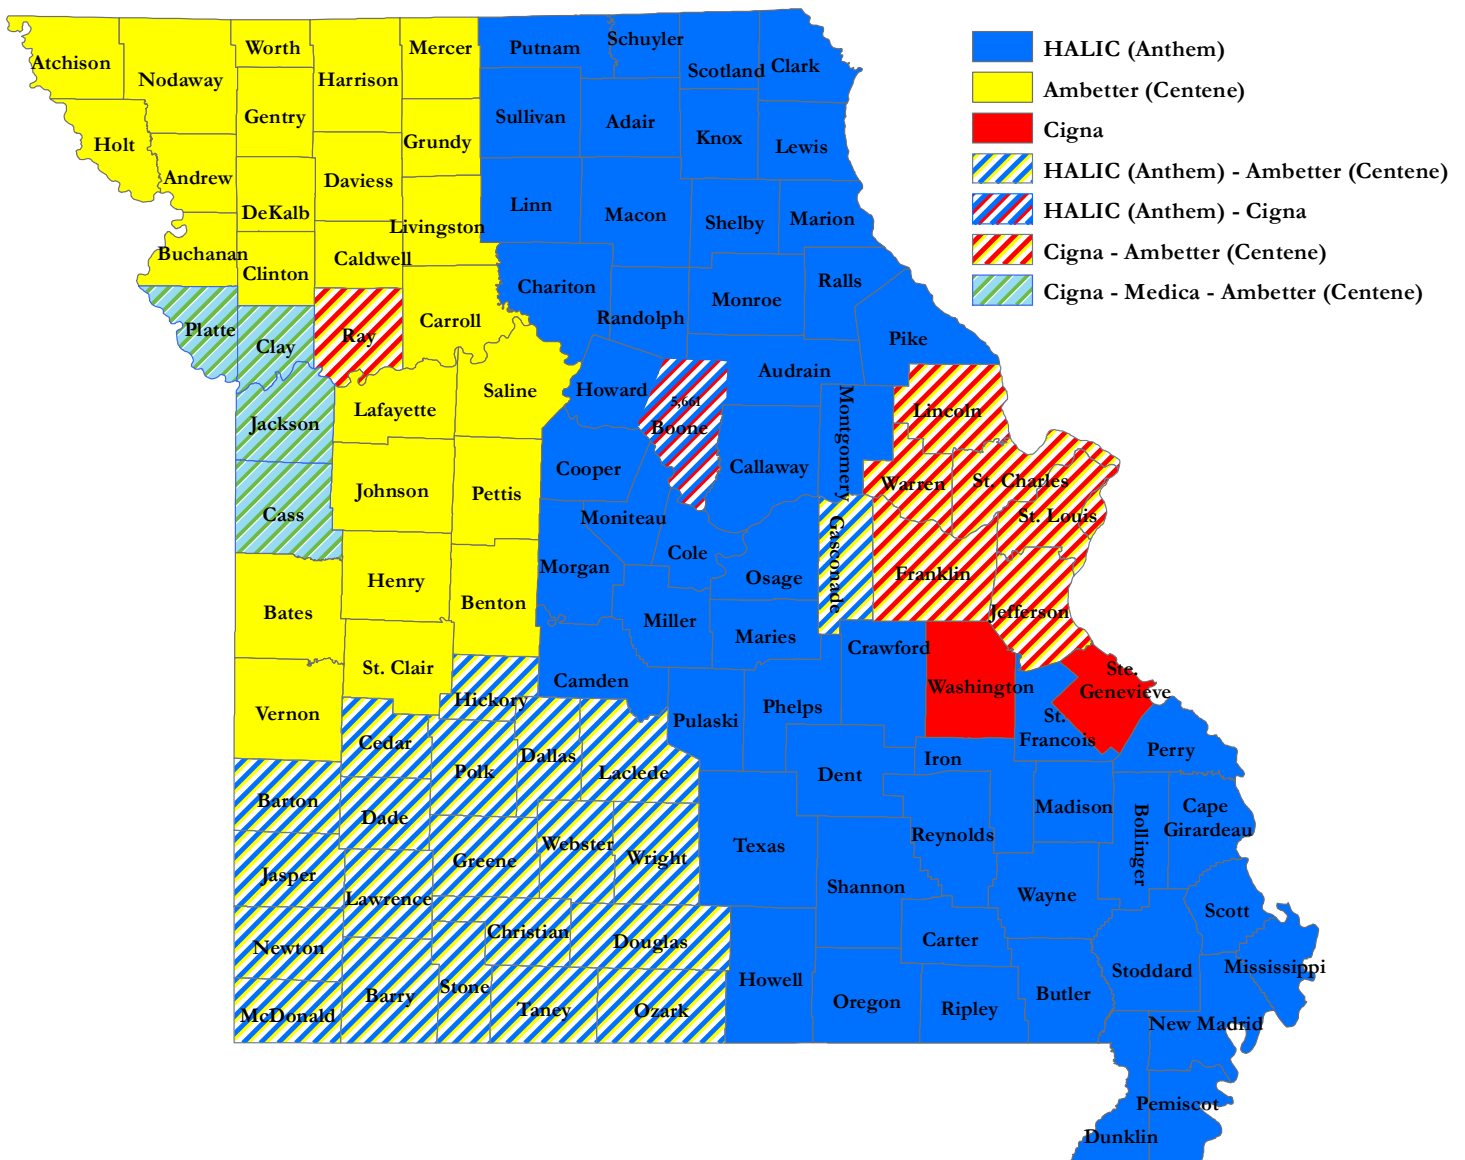 Atchison
Nodaway
Worth
Harrison
Mercer
Putnam
Schuyler
Scotland
Clark
HALIC (Anthem)
Ambetter (Centene)
Cigna
HALIC (Anthem) - Ambetter (Centene)
HALIC (Anthem) - Cigna
Cigna - Ambetter (Centene)
Cigna - Medica - Ambetter (Centene)
Holt
Gentry
Grundy
Sullivan
Adair
Knox
Lewis
Andrew
DeKalb
Daviess
Livingston
Linn
Macon
Shelby
Marion
Buchanan
Clinton
Caldwell
Chariton
Randolph
Monroe
Ralls
Platte
Clay
Ray
Carroll
Pike
Jackson
Lafayette
Saline
Howard
5,661
Boone
Audrain
Montgomery
Lincoln
Cass
Johnson
Pettis
Cooper
Moniteau
Callaway
Warren
St. Charles
St. Louis
Bates
Henry
Benton
Morgan
Cole
Osage
Gasconade
Franklin
Jefferson
Miller
Maries
Crawford
Washington
Ste.
Genevieve
St.
Francois
Vernon
St. Clair
Hickory
Camden
Pulaski
Phelps
Perry
Cedar
Polk
Dallas
Laclede
Dent
Iron
Barton
Dade
Greene
Webster
Wright
Texas
Reynolds
Madison
Bollinger
Cape
Girardeau
Jasper
Lawrence
Shannon
Wayne
Scott
Newton
Christian
Douglas
Carter
Stoddard
Mississippi
McDonald
Barry
Stone
Taney
Ozark
Howell
Oregon
Ripley
Butler
New Madrid
Pemiscot
Dunklin